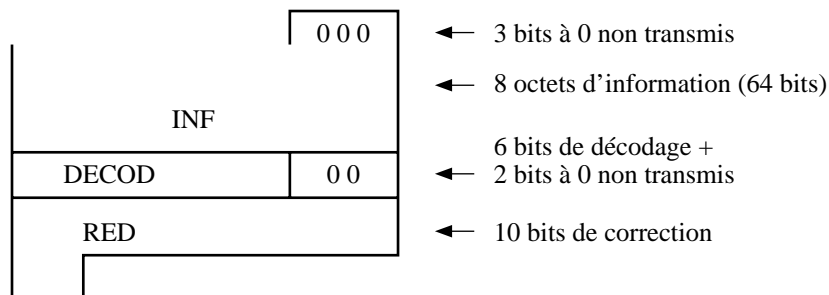 0 0 0
3 bits à 0 non transmis
8 octets d’information (64 bits)
INF
6 bits de décodage +
DECOD
0 0
2 bits à 0 non transmis
RED
10 bits de correction